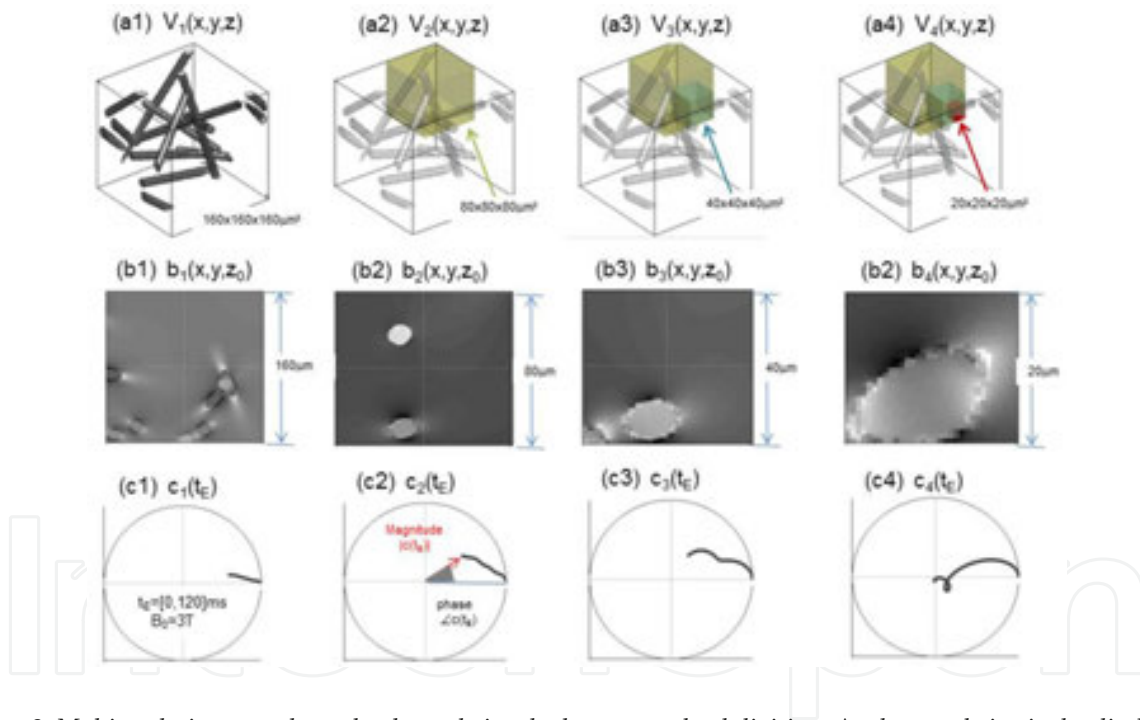 (a1) V₁(x,y,z)
(a2) V₂(x,y,z)
(a3) V₃(x,y,z)
(a4) V₄(x,y,z)
160x160x160μm³
80x80x80μm³
40x40x40μm³
20x20x20μm³
(b1) b₁(x,y,z₀)
(b2) b₂(x,y,z₀)
(b3) b₃(x,y,z₀)
(b2) b₄(x,y,z₀)
160μm
80μm
40μm
20μm
(c1) c₁(t_E)
(c2) c₂(t_E)
(c3) c₃(t_E)
(c4) c₄(t_E)
Magnitude
|c(t_E)|
t_E=[0,120]ms
B₀=3T
phase
∠c(t_E)